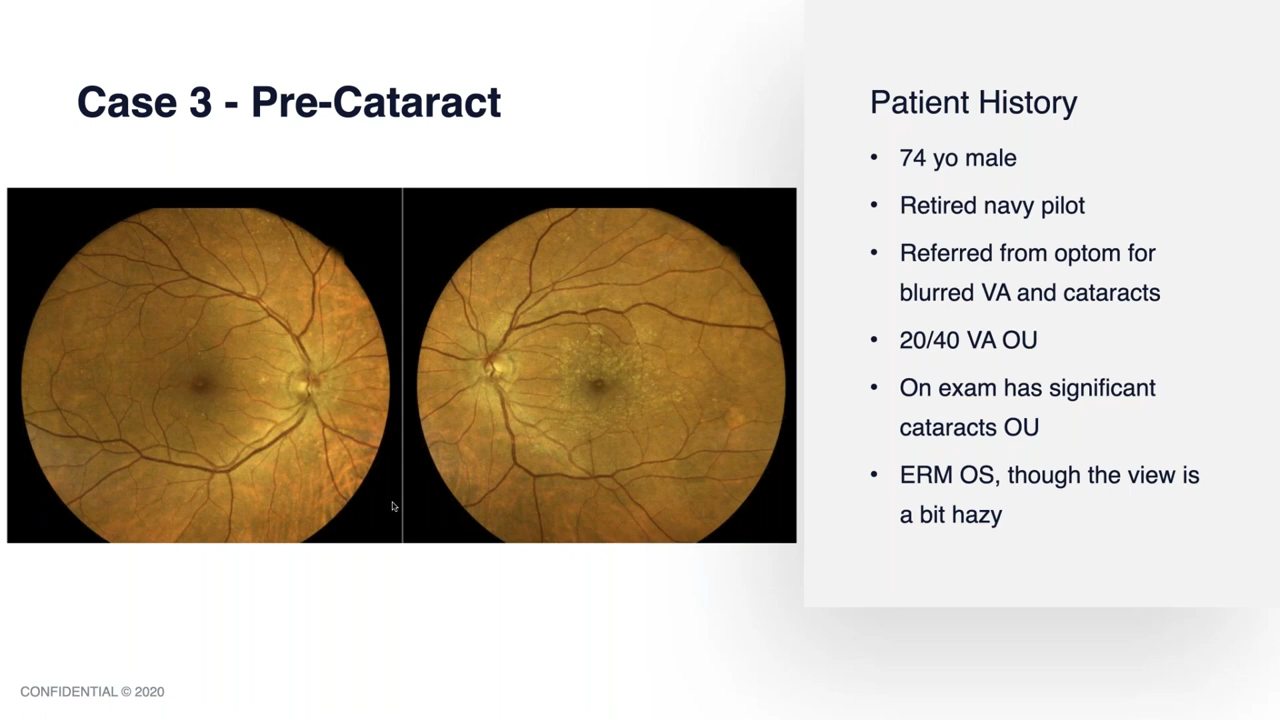 Case 3 - Pre-Cataract
Patient History
• 74 yo male
• Retired navy pilot
• Referred from optom for
blurred VA and cataracts
• 20/40 VA OU
• On exam has significant
cataracts OU
• ERM OS, though the view is
a bit hazy
CONFIDENTIAL © 2020